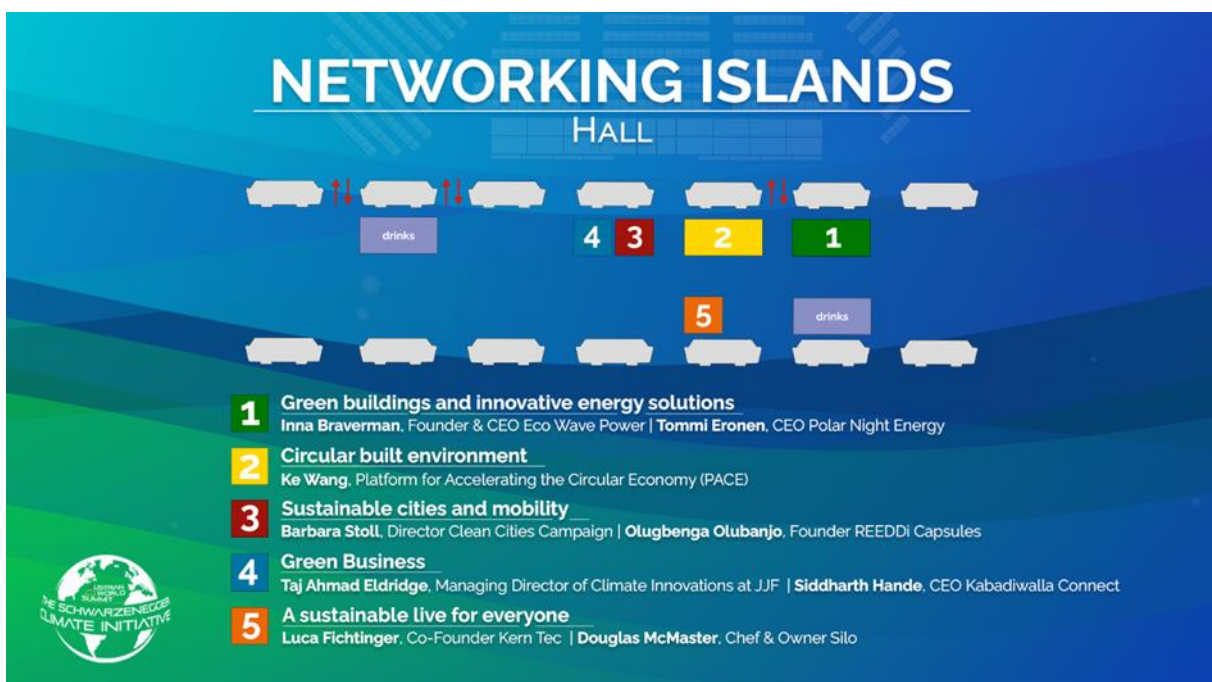 NETWORKING ISLANDS
HALL
drinks
4 3 2 1
5
drinks
1 Green buildings and innovative energy solutions
Inna Braverman, Founder & CEO Eco Wave Power | Tommi Eronen, CEO Polar Night Energy
2 Circular built environment
Ke Wang, Platform for Accelerating the Circular Economy (PACE)
3 Sustainable cities and mobility
Barbara Stoll, Director Clean Cities Campaign | Olugbenga Olubanjo, Founder REEDDi Capsules
4 Green Business
Taj Ahmad Eldridge, Managing Director of Climate Innovations at JJF | Siddharth Hande, CEO Kabadiwalla Connect
5 A sustainable live for everyone
Luca Fichtinger, Co-Founder Kern Tec | Douglas McMaster, Chef & Owner Silo
AUSTRIAN
WORLD
SUMMIT
THE SCHWARZENEGGER
CLIMATE INITIATIVE